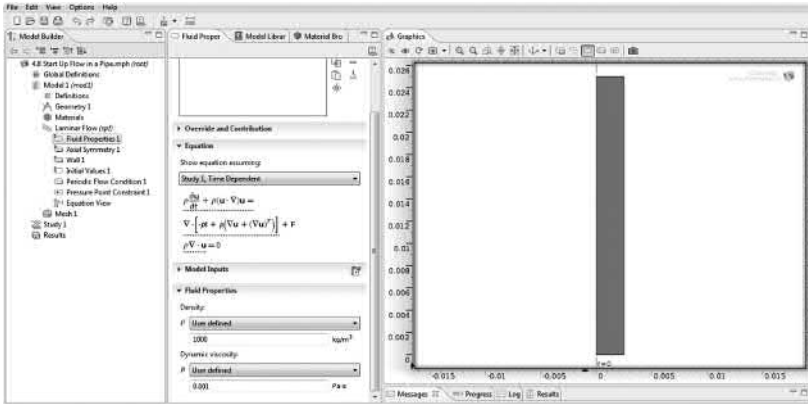 File Edit View Options Help
Model Builder
4.8 Start Up Flow in a Pipe.mph (root)
Global Definitions
Model 1 (mod1)
Definitions
Geometry 1
Materials
Laminar Flow (spf)
Fluid Properties 1
Axial Symmetry 1
Wall 1
Initial Values 1
Periodic Flow Condition 1
Pressure Point Constraint 1
Equation View
Mesh 1
Study 1
Results
Fluid Proper
Model Librar
Material Bro
Override and Contribution
Equation
Show equation assuming:
Study 1, Time Dependent
ρ ∂u/∂t + ρ(u · ∇)u =
∇ · [-pI + μ(∇u + (∇u)ᵀ)] + F
ρ∇ · u = 0
Model Inputs
Fluid Properties
Density:
ρ User defined
1000 kg/m³
Dynamic viscosity:
μ User defined
0.001 Pa·s
Graphics
0.026
0.024
0.022
0.02
0.018
0.016
0.014
0.012
0.01
0.008
0.006
0.004
0.002
0
r=0
-0.015 -0.01 -0.005 0 0.005 0.01 0.015
Messages Progress Log Results